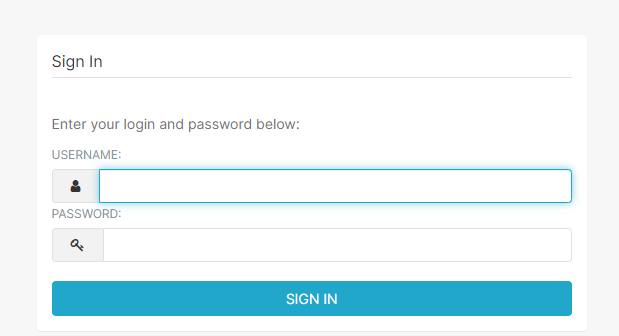 Sign In
Enter your login and password below:
USERNAME:
PASSWORD:
SIGN IN